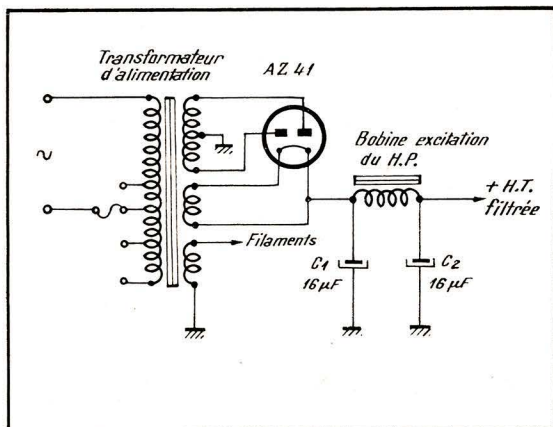 Transformateur
d'alimentation
AZ 41
Bobine excitation
du H.P.
+ H.T.
filtrée
~
Filaments
C1
16 µF
C2
16 µF